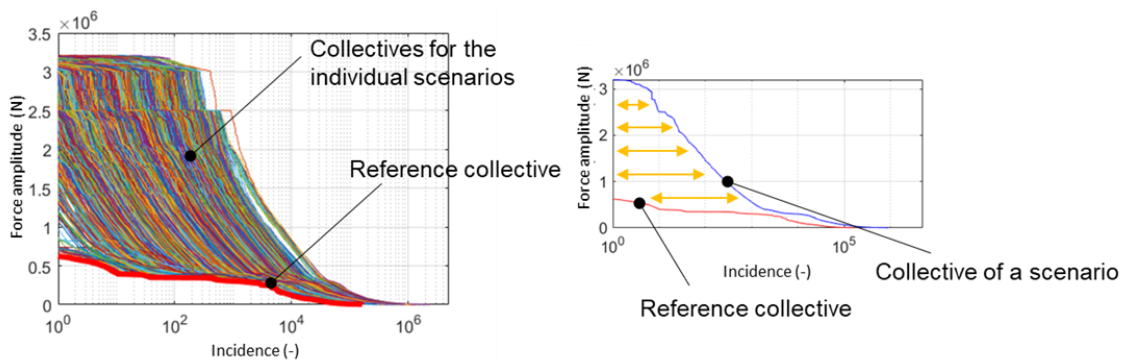 ×10⁶
3.5
3
2.5
2
1.5
1
0.5
0
Force amplitude (N)
10⁰
10²
10⁴
10⁶
Incidence (-)
Collectives for the
individual scenarios
Reference collective
×10⁶
3
2
1
0
Force amplitude (N)
10⁰
10⁵
Incidence (-)
Collective of a scenario
Reference collective